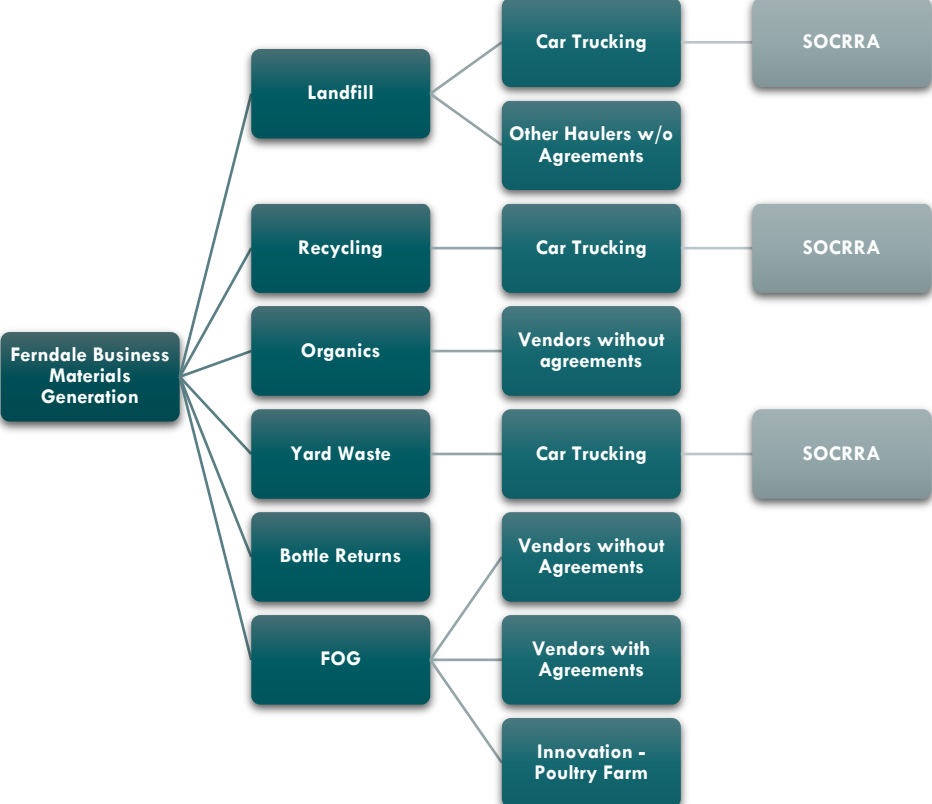 Car Trucking
SOCRRA
Landfill
Other Haulers w/o
Agreements
Recycling
Car Trucking
SOCRRA
Organics
Vendors without
agreements
Ferndale Business
Materials
Generation
Yard Waste
Car Trucking
SOCRRA
Bottle Returns
Vendors without
Agreements
FOG
Vendors with
Agreements
Innovation -
Poultry Farm